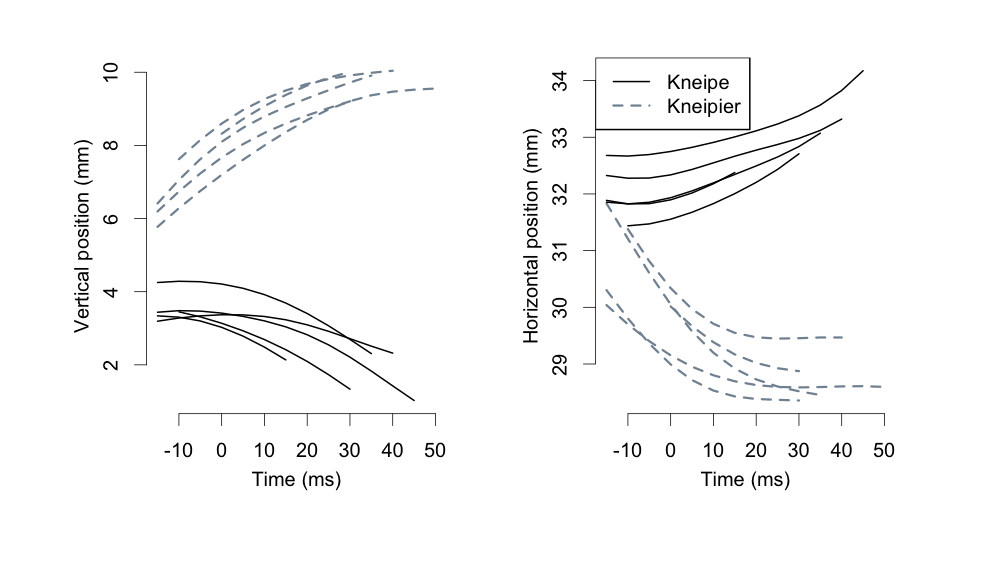 10
8
6
4
2
Vertical position (mm)
-10 0 10 20 30 40 50
Time (ms)
Kneipe
Kneipier
34
33
32
31
30
29
Horizontal position (mm)
-10 0 10 20 30 40 50
Time (ms)